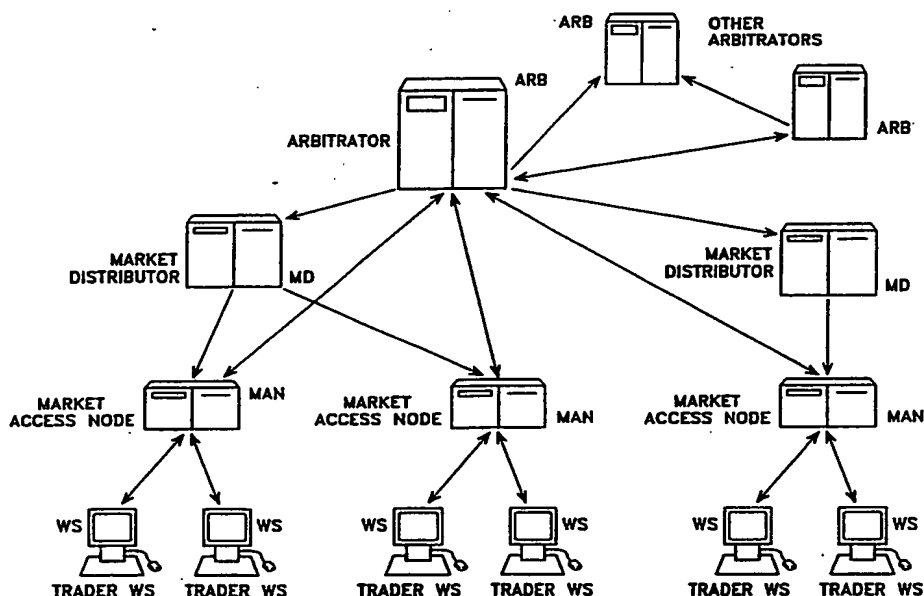 ARB
OTHER
ARBITRATORS
ARB
ARBITRATOR
ARB
MARKET
DISTRIBUTOR
MD
MARKET
DISTRIBUTOR
MD
MARKET
ACCESS NODE
MAN
MARKET
ACCESS NODE
MAN
MARKET
ACCESS NODE
MAN
WS
WS
WS
WS
WS
WS
TRADER WS
TRADER WS
TRADER WS
TRADER WS
TRADER WS
TRADER WS